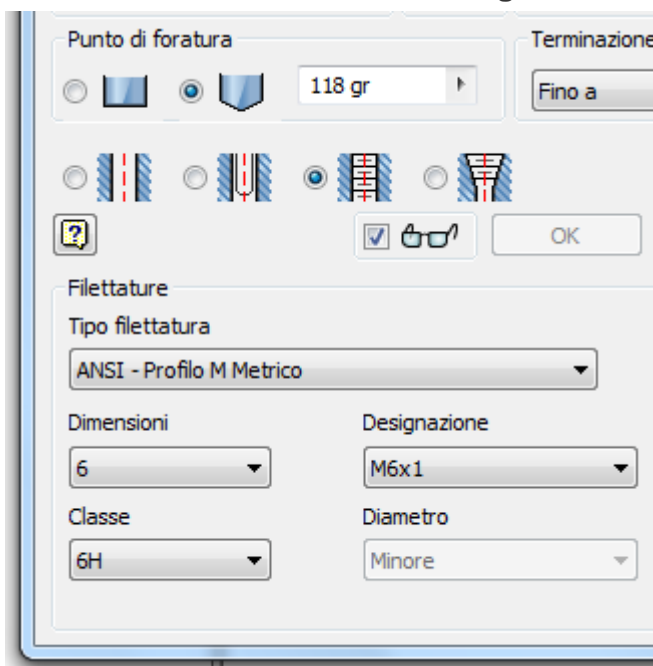 Punto di foratura
Terminazione
118 gr
Fino a
OK
Filettature
Tipo filettatura
ANSI - Profilo M Metrico
Dimensioni
Designazione
6
M6x1
Classe
Diametro
6H
Minore